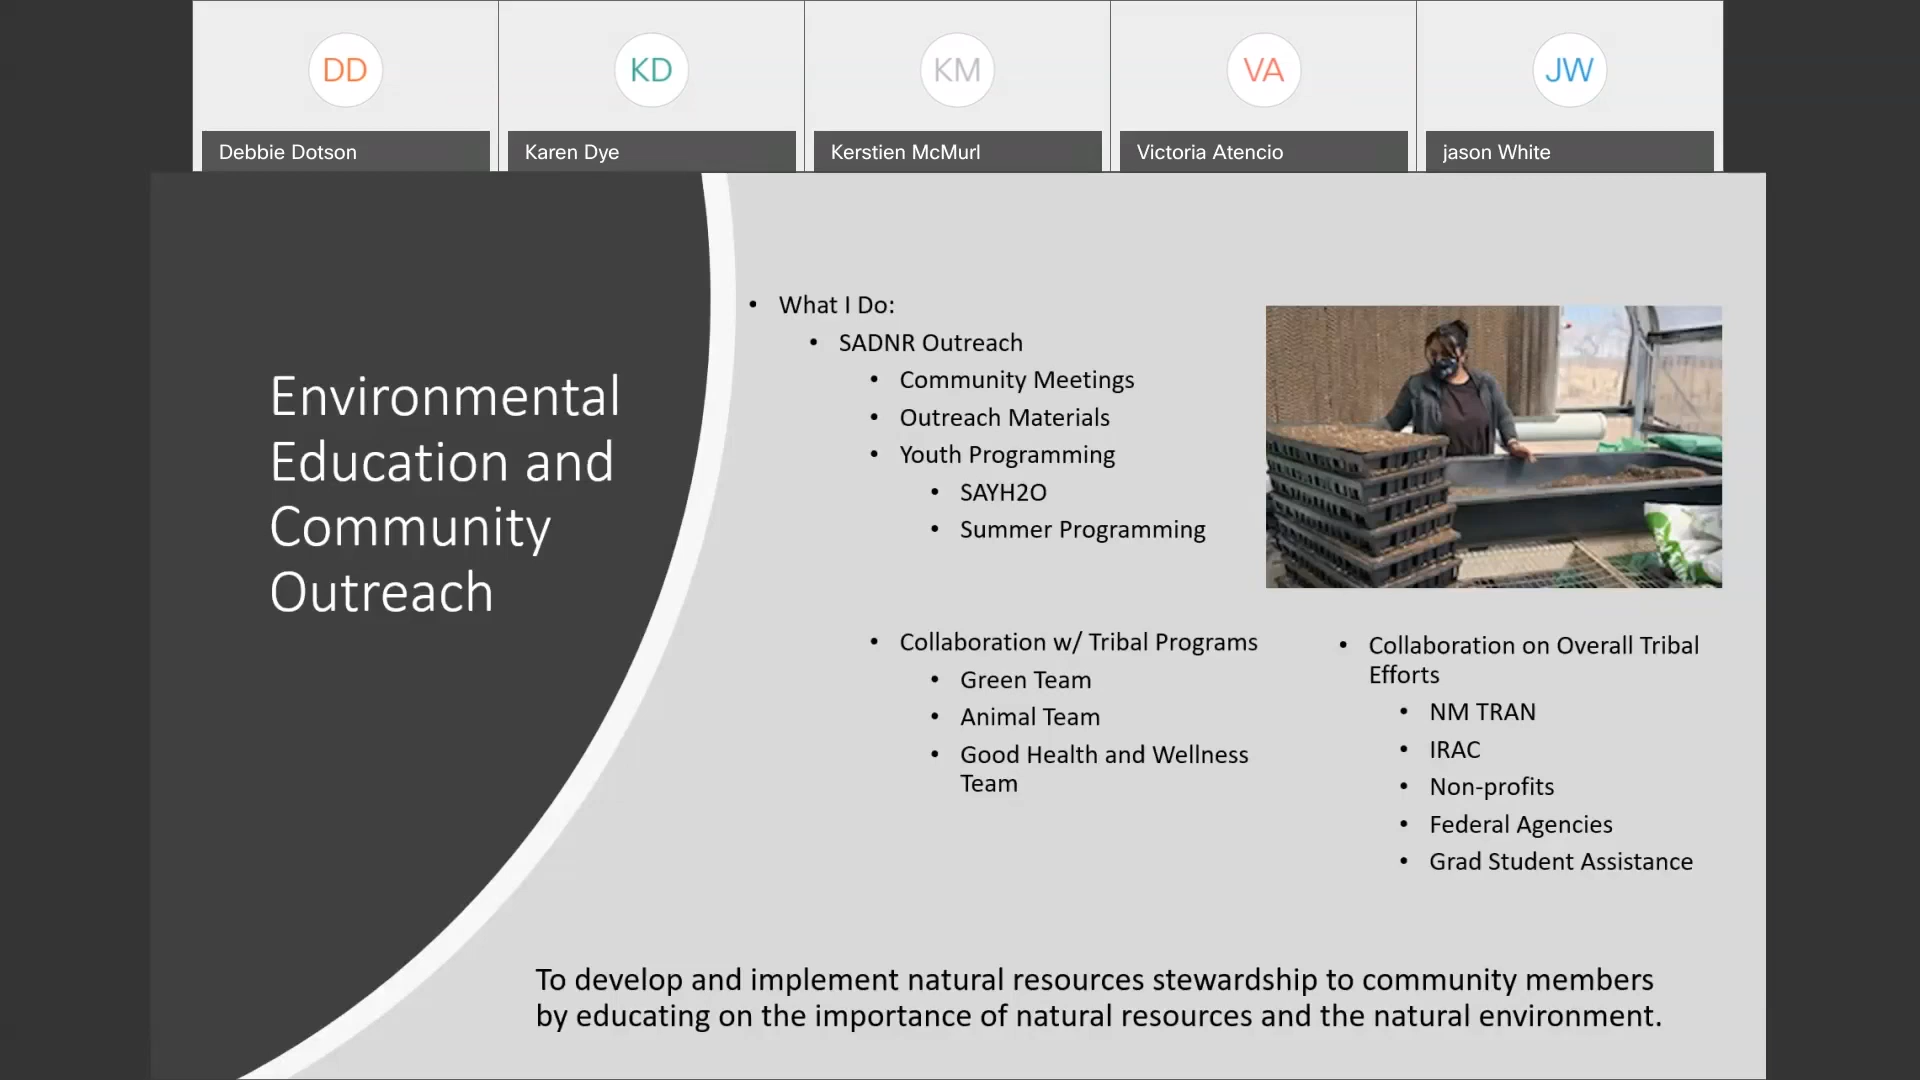 DD
KD
KM
VA
JW
Debbie Dotson
Karen Dye
Kerstien McMurl
Victoria Atencio
jason White
Environmental
Education and
Community
Outreach
• What I Do:
• SADNR Outreach
• Community Meetings
• Outreach Materials
• Youth Programming
• SAYH2O
• Summer Programming
• Collaboration w/ Tribal Programs
• Green Team
• Animal Team
• Good Health and Wellness
Team
• Collaboration on Overall Tribal
Efforts
• NM TRAN
• IRAC
• Non-profits
• Federal Agencies
• Grad Student Assistance
To develop and implement natural resources stewardship to community members
by educating on the importance of natural resources and the natural environment.